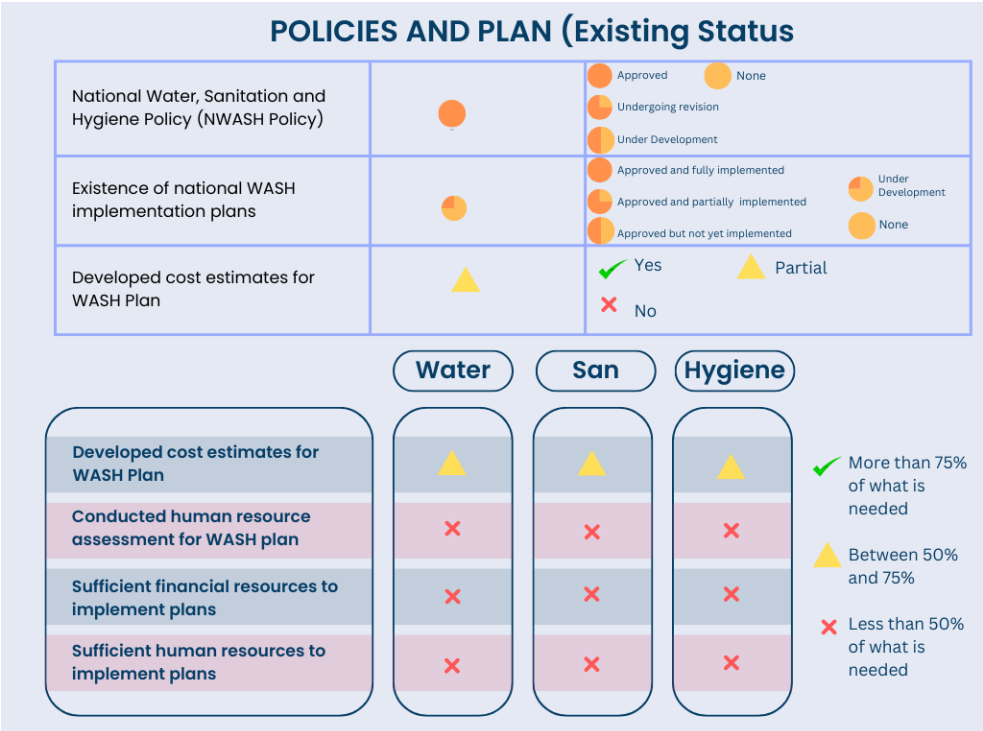 POLICIES AND PLAN (Existing Status
National Water, Sanitation and
Hygiene Policy (NWASH Policy)
Approved
None
Undergoing revision
Under Development
Existence of national WASH
implementation plans
Approved and fully implemented
Approved and partially implemented
Approved but not yet implemented
Under
Development
None
Developed cost estimates for
WASH Plan
Yes
Partial
No
Water
San
Hygiene
Developed cost estimates for
WASH Plan
Conducted human resource
assessment for WASH plan
Sufficient financial resources to
implement plans
Sufficient human resources to
implement plans
More than 75%
of what is
needed
Between 50%
and 75%
Less than 50%
of what is
needed